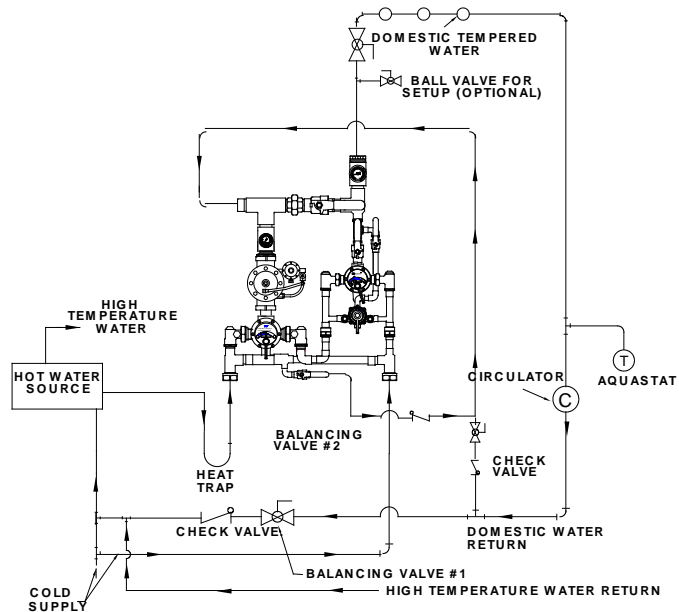 DOMESTIC TEMPERED
WATER
BALL VALVE FOR
SETUP (OPTIONAL)
HIGH
TEMPERATURE
WATER
HOT WATER
SOURCE
T
CIRCULATOR
AQUASTAT
C
BALANCING
VALVE #2
HEAT
TRAP
CHECK
VALVE
CHECK VALVE
DOMESTIC WATER
RETURN
BALANCING VALVE #1
COLD
SUPPLY
HIGH TEMPERATURE WATER RETURN